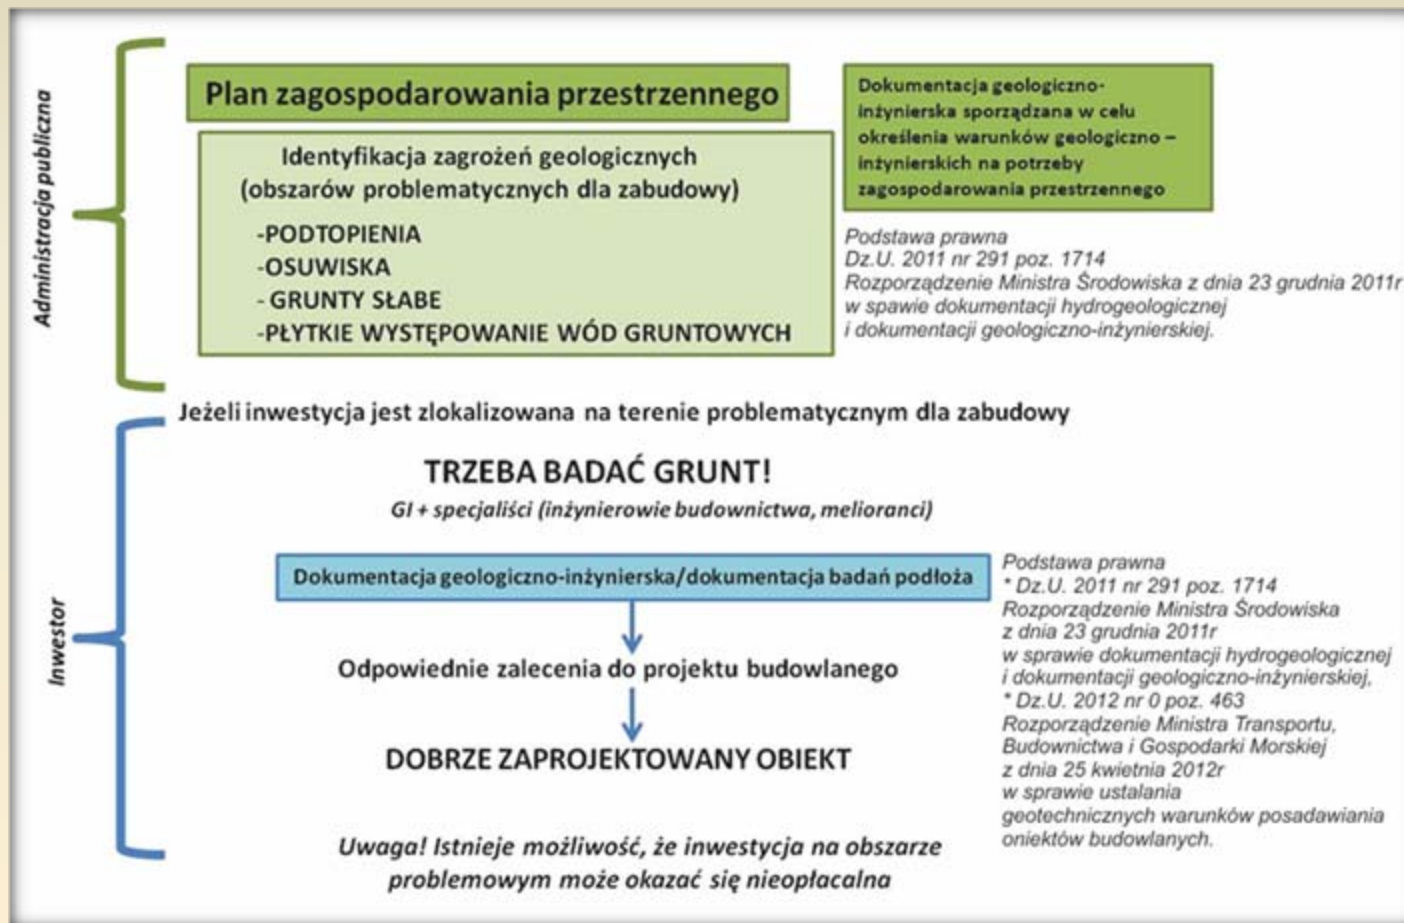 Administracja publiczna
Plan zagospodarowania przestrzennego
Identyfikacja zagrożeń geologicznych
(obszarów problematycznych dla zabudowy)
-PODTOPIENIA
-OSUWISKA
- GRUNTY SŁABE
-PŁYTKIE WYSTĘPOWANIE WÓD GRUNTOWYCH
Dokumentacja geologiczno-
inżynierska sporządzana w celu
określenia warunków geologiczno –
inżynierskich na potrzeby
zagospodarowania przestrzennego
Podstawa prawna
Dz.U. 2011 nr 291 poz. 1714
Rozporządzenie Ministra Środowiska z dnia 23 grudnia 2011r
w spawie dokumentacji hydrogeologicznej
i dokumentacji geologiczno-inżynierskiej.
Inwestor
Jeżeli inwestycja jest zlokalizowana na terenie problematycznym dla zabudowy
TRZEBA BADAĆ GRUNT!
GI + specjaliści (inżynierowie budownictwa, melioranci)
Dokumentacja geologiczno-inżynierska/dokumentacja badań podłoża
Odpowiednie zalecenia do projektu budowlanego
DOBRZE ZAPROJEKTOWANY OBIEKT
Uwaga! Istnieje możliwość, że inwestycja na obszarze
problemowym może okazać się nieopłacalna
Podstawa prawna
* Dz.U. 2011 nr 291 poz. 1714
Rozporządzenie Ministra Środowiska
z dnia 23 grudnia 2011r
w sprawie dokumentacji hydrogeologicznej
i dokumentacji geologiczno-inżynierskiej,
* Dz.U. 2012 nr 0 poz. 463
Rozporządzenie Ministra Transportu,
Budownictwa i Gospodarki Morskiej
z dnia 25 kwietnia 2012r
w sprawie ustalania
geotechnicznych warunków posadawiania
oniektów budowlanych.